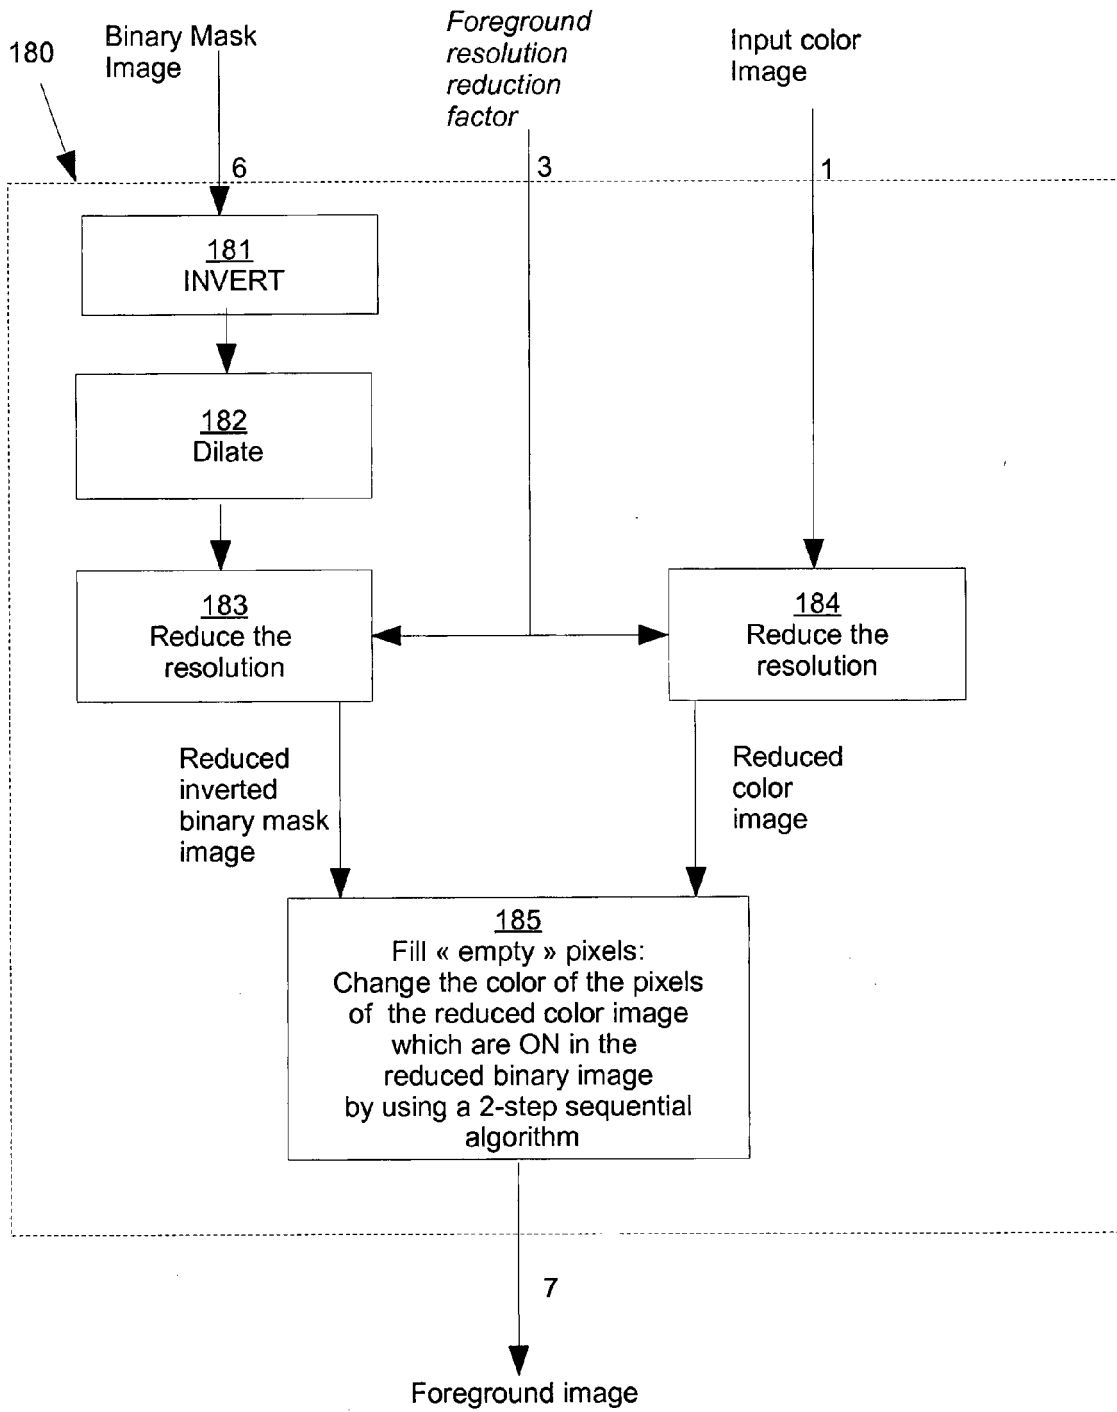 180
Binary Mask
Image
Foreground
resolution
reduction
factor
Input color
Image
6
3
1
181
INVERT
182
Dilate
183
Reduce the
resolution
184
Reduce the
resolution
Reduced
inverted
binary mask
image
Reduced
color
image
185
Fill « empty » pixels:
Change the color of the pixels
of the reduced color image
which are ON in the
reduced binary image
by using a 2-step sequential
algorithm
7
Foreground image